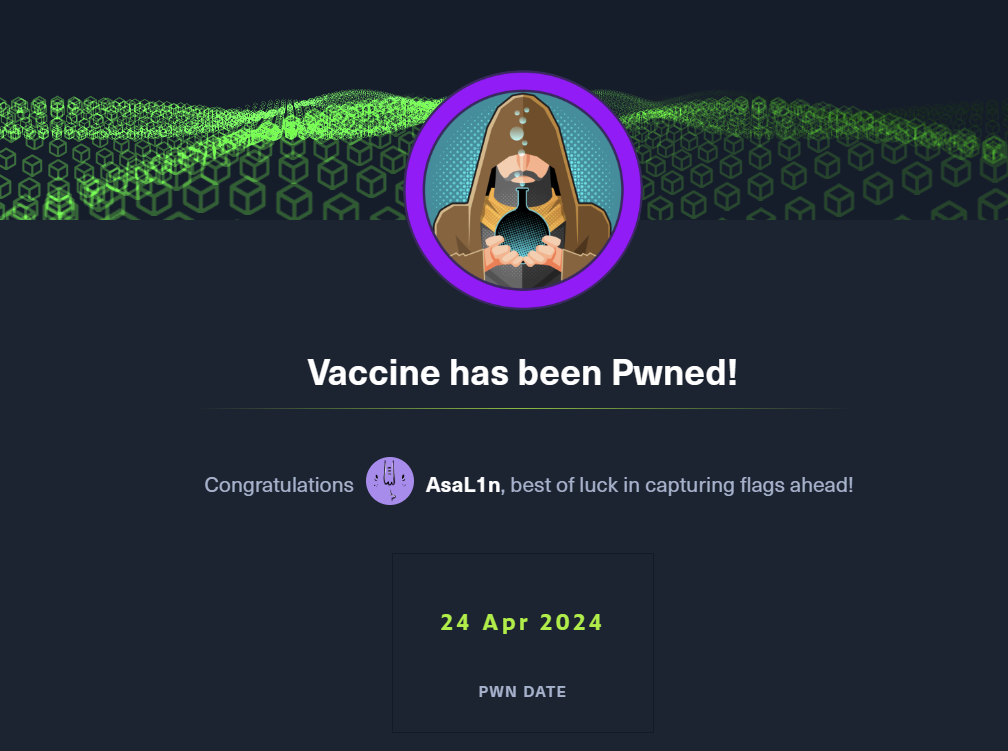 Vaccine has been Pwned!
Congratulations AsaL1n, best of luck in capturing flags ahead!
24 Apr 2024
PWN DATE